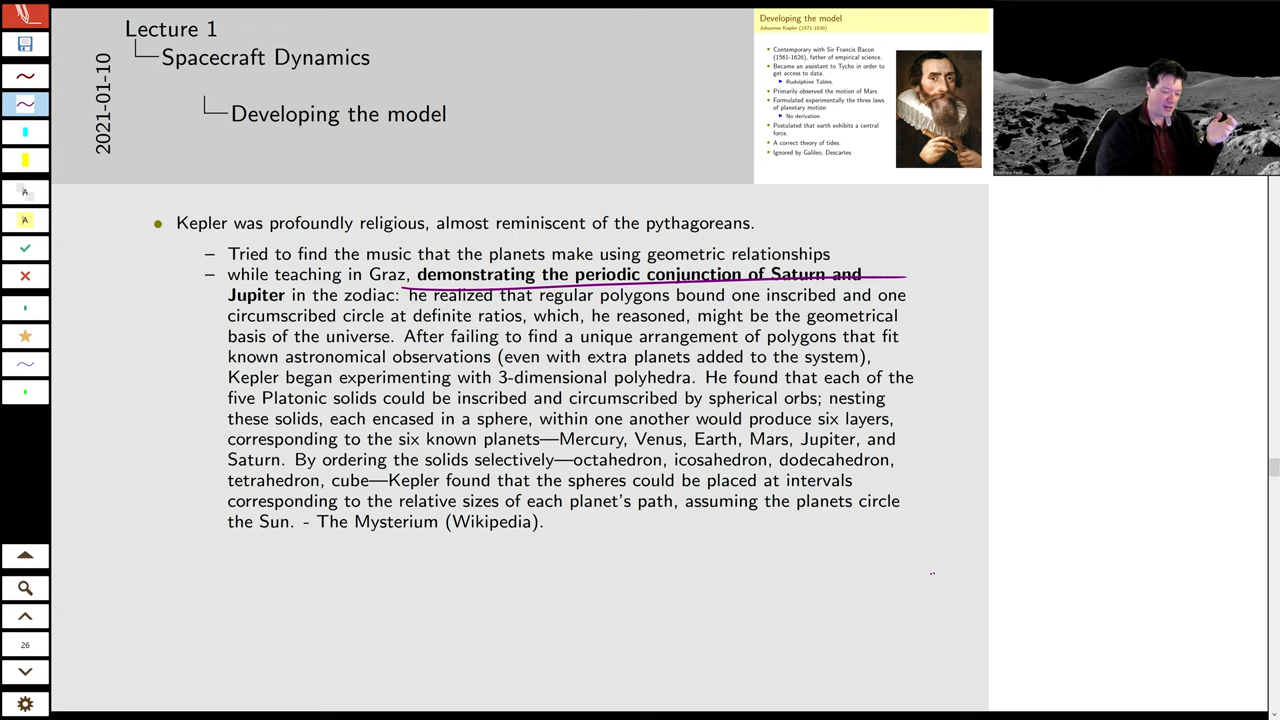 Lecture 1
Spacecraft Dynamics
Developing the model
2021-01-10
Developing the model
Johannes Kepler (1571-1630)
Contemporary with Sir Francis Bacon
(1561-1626), father of empirical science.
Became an assistant to Tycho in order to
get access to data.
Rudolphine Tables.
Primarily observed the motion of Mars
Formulated experimentally the three laws
of planetary motion
No derivation.
Postulated that earth exhibits a central
force.
A correct theory of tides.
Ignored by Galileo, Descartes
Matthew Peet
• Kepler was profoundly religious, almost reminiscent of the pythagoreans.
– Tried to find the music that the planets make using geometric relationships
– while teaching in Graz, demonstrating the periodic conjunction of Saturn and
Jupiter in the zodiac: he realized that regular polygons bound one inscribed and one
circumscribed circle at definite ratios, which, he reasoned, might be the geometrical
basis of the universe. After failing to find a unique arrangement of polygons that fit
known astronomical observations (even with extra planets added to the system),
Kepler began experimenting with 3-dimensional polyhedra. He found that each of the
five Platonic solids could be inscribed and circumscribed by spherical orbs; nesting
these solids, each encased in a sphere, within one another would produce six layers,
corresponding to the six known planets—Mercury, Venus, Earth, Mars, Jupiter, and
Saturn. By ordering the solids selectively—octahedron, icosahedron, dodecahedron,
tetrahedron, cube—Kepler found that the spheres could be placed at intervals
corresponding to the relative sizes of each planet's path, assuming the planets circle
the Sun. - The Mysterium (Wikipedia).
A
A
26